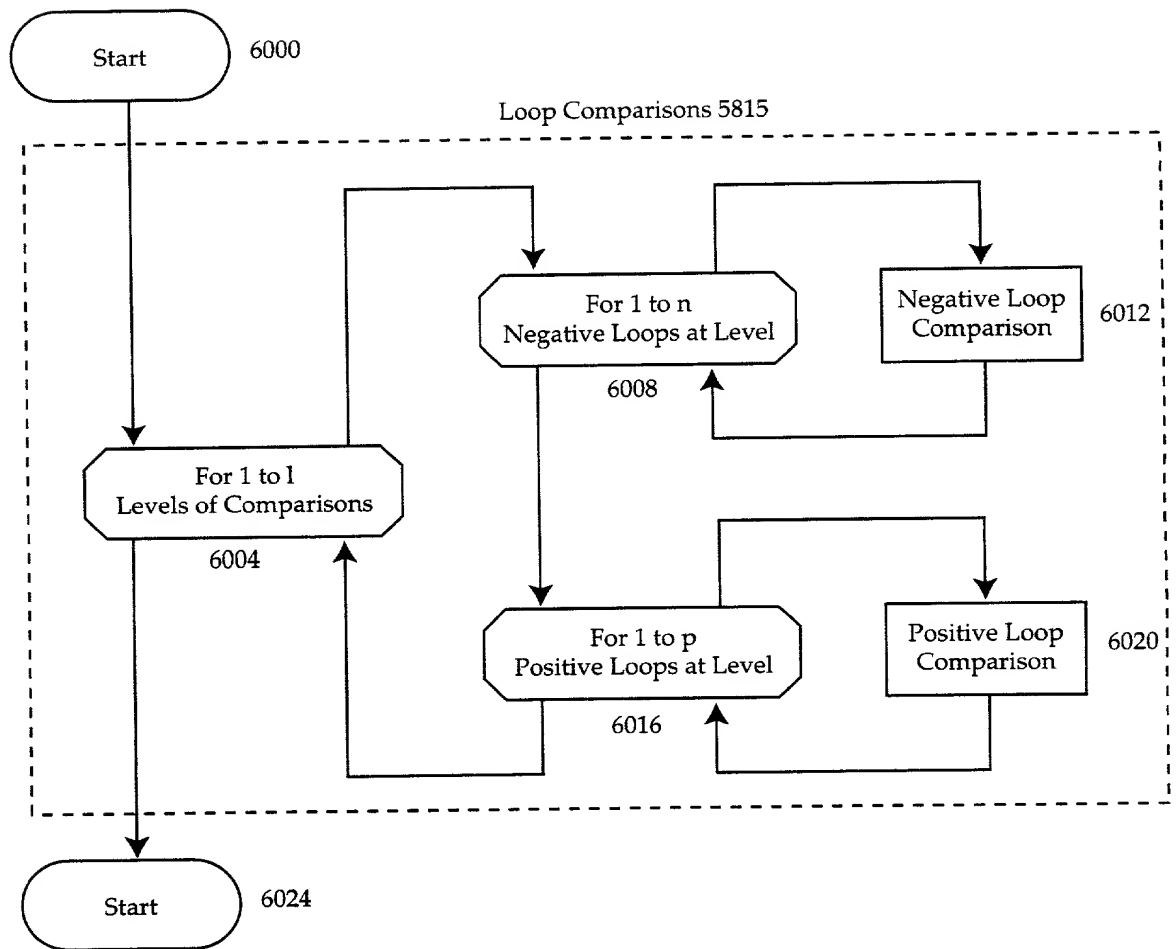 Start
6000
Loop Comparisons 5815
For 1 to n
Negative Loops at Level
6008
Negative Loop
Comparison
6012
For 1 to l
Levels of Comparisons
6004
For 1 to p
Positive Loops at Level
6016
Positive Loop
Comparison
6020
Start
6024